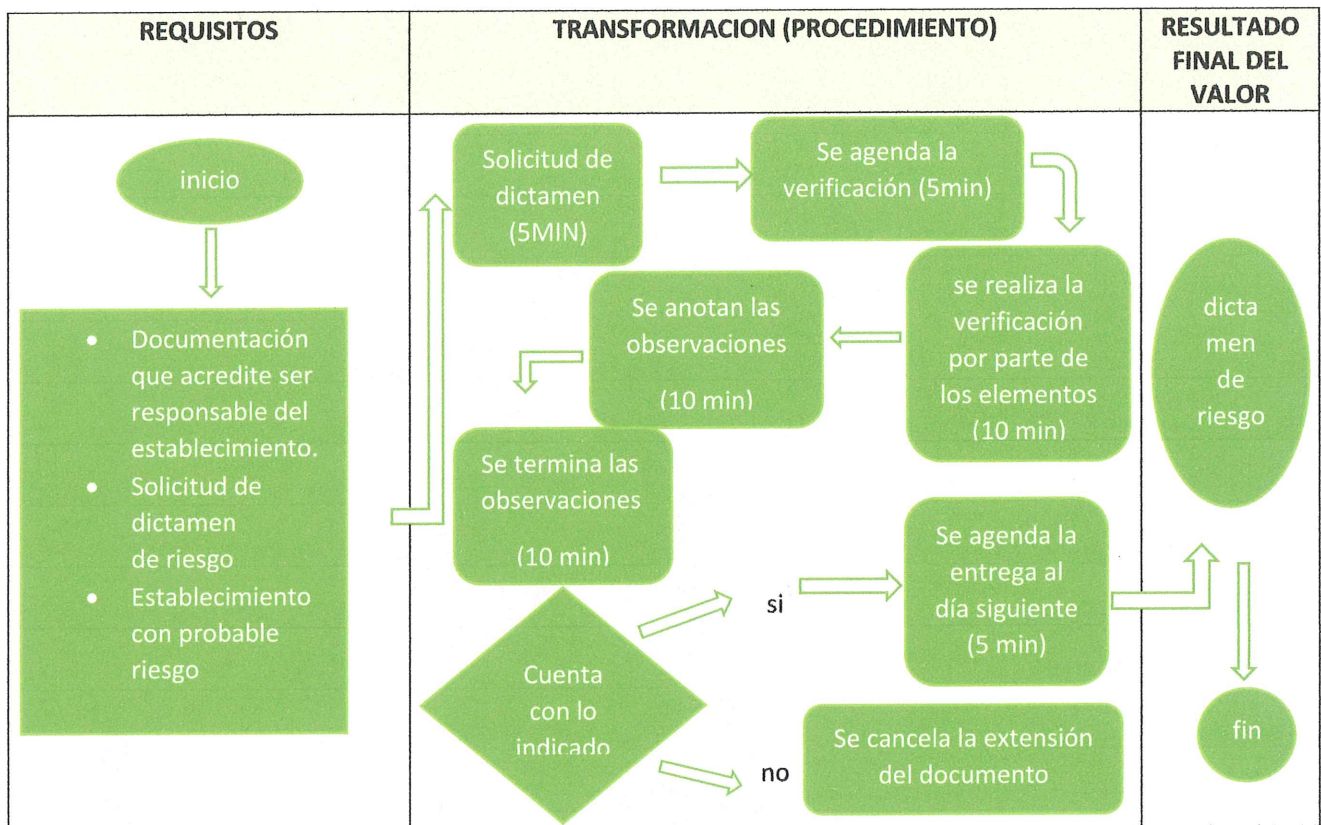 REQUISITOS
TRANSFORMACION (PROCEDIMIENTO)
RESULTADO
FINAL DEL
VALOR
inicio
• Documentación
que acredite ser
responsable del
establecimiento.
• Solicitud de
dictamen
de riesgo
• Establecimiento
con probable
riesgo
Solicitud de
dictamen
(5MIN)
Se agenda la
verificación (5min)
se realiza la
verificación
por parte de
los elementos
(10 min)
Se anotan las
observaciones
(10 min)
Se termina las
observaciones
(10 min)
Cuenta
con lo
indicado
si
Se agenda la
entrega al
día siguiente
(5 min)
no
Se cancela la extensión
del documento
dicta
men
de
riesgo
fin